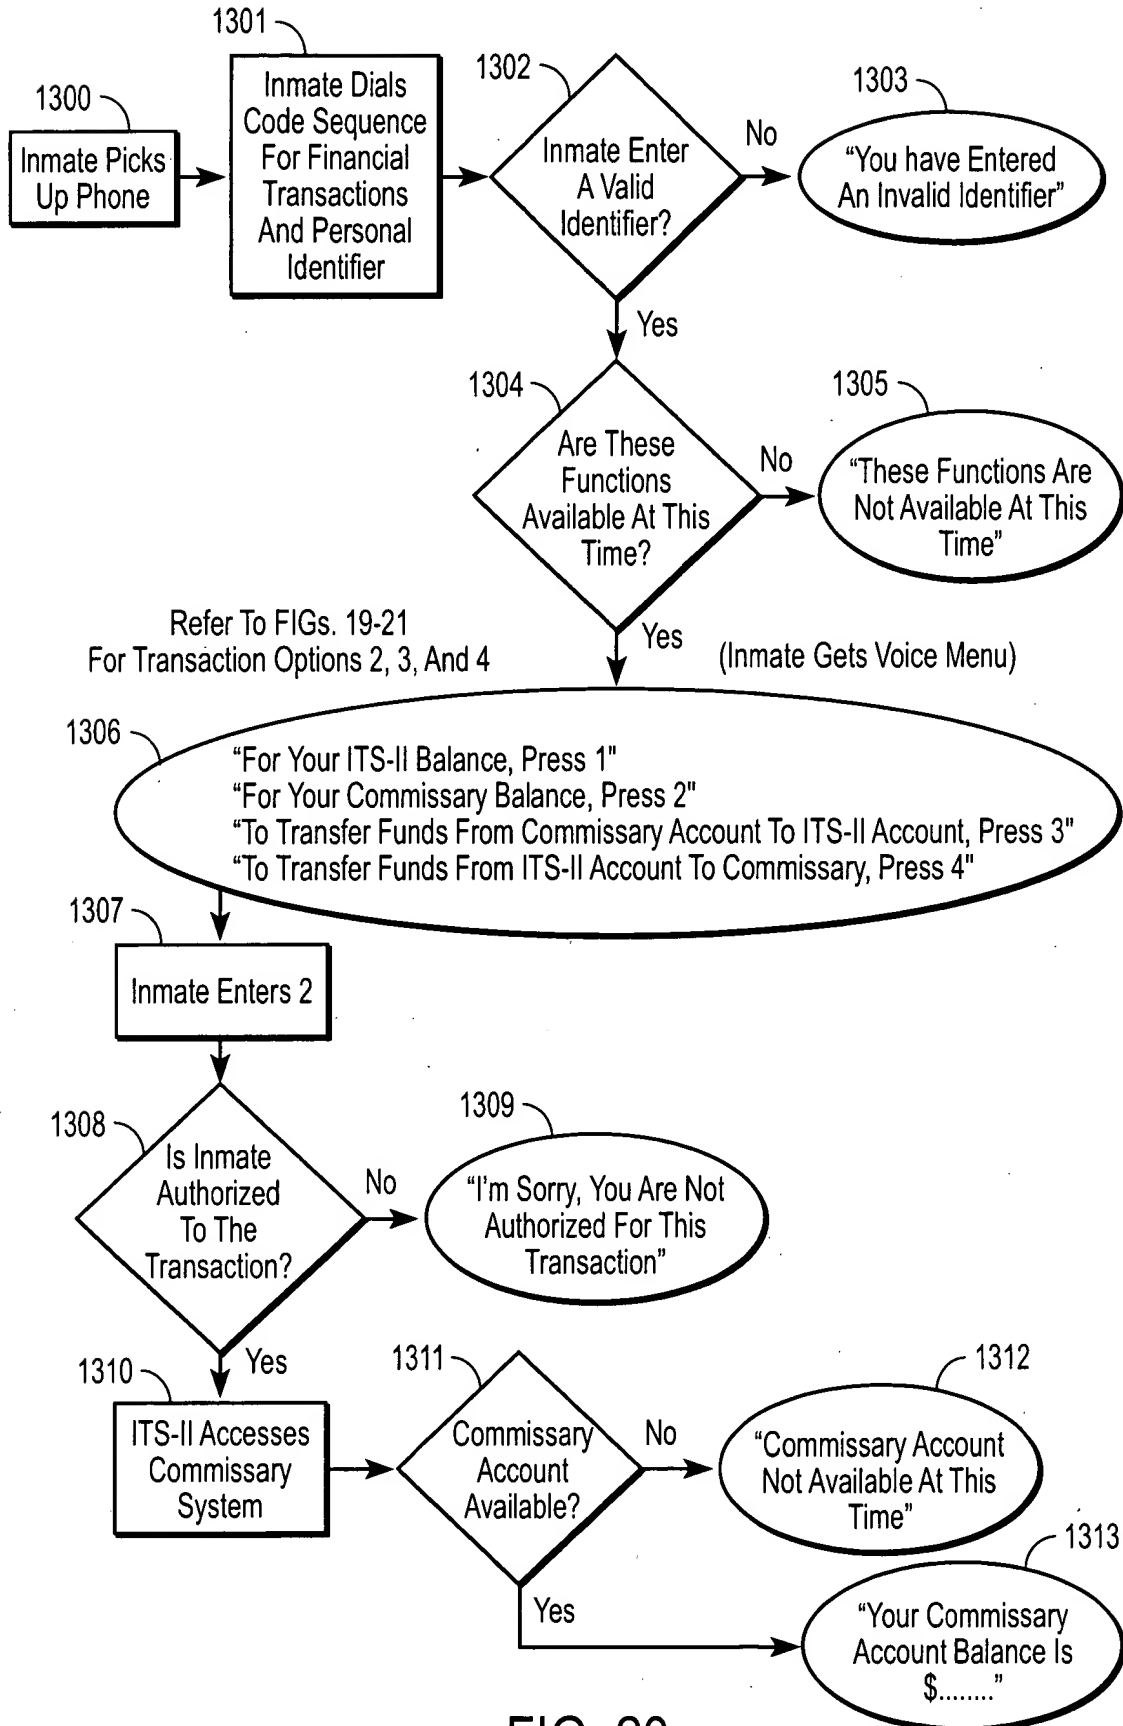 1300
Inmate Picks
Up Phone
1301
Inmate Dials
Code Sequence
For Financial
Transactions
And Personal
Identifier
1302
Inmate Enter
A Valid
Identifier?
No
1303
“You have Entered
An Invalid Identifier”
Yes
1304
Are These
Functions
Available At This
Time?
No
1305
“These Functions Are
Not Available At This
Time”
Yes
Refer To FIGs. 19-21
For Transaction Options 2, 3, And 4
(Inmate Gets Voice Menu)
1306
“For Your ITS-II Balance, Press 1"
“For Your Commissary Balance, Press 2"
“To Transfer Funds From Commissary Account To ITS-II Account, Press 3"
“To Transfer Funds From ITS-II Account To Commissary, Press 4"
1307
Inmate Enters 2
1308
Is Inmate
Authorized
To The
Transaction?
No
1309
“I’m Sorry, You Are Not
Authorized For This
Transaction”
Yes
1310
ITS-II Accesses
Commissary
System
1311
Commissary
Account
Available?
No
1312
“Commissary Account
Not Available At This
Time”
Yes
1313
“Your Commissary
Account Balance Is
$........”